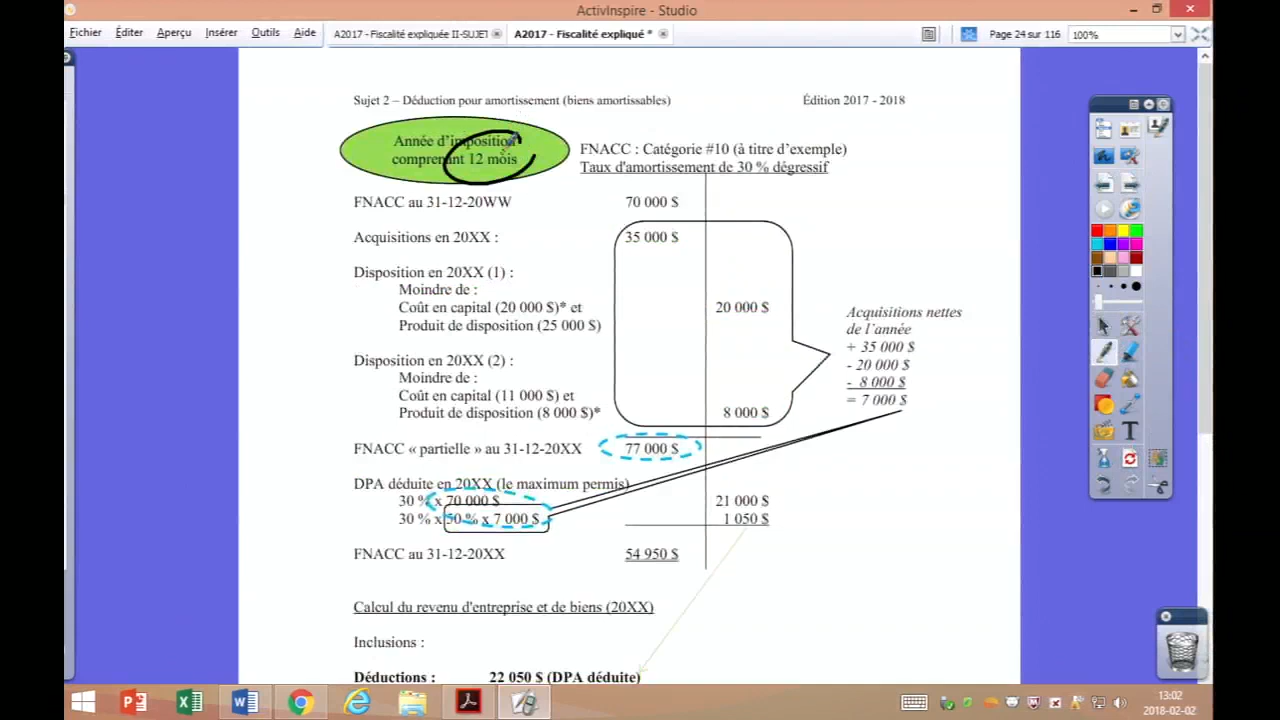 ActivInspire - Studio
Fichier Éditer Aperçu Insérer Outils Aide
A2017 - Fiscalité expliquée II-SUJET
A2017 - Fiscalité expliqué *
Page 24 sur 116
100%
Sujet 2 – Déduction pour amortissement (biens amortissables)
Édition 2017 - 2018
Année d'imposition
comprenant 12 mois
FNACC : Catégorie #10 (à titre d'exemple)
Taux d'amortissement de 30 % dégressif
FNACC au 31-12-20WW 70 000 $
Acquisitions en 20XX : 35 000 $
Disposition en 20XX (1) :
Moindre de :
Coût en capital (20 000 $)* et 20 000 $
Produit de disposition (25 000 $)
Disposition en 20XX (2) :
Moindre de :
Coût en capital (11 000 $) et
Produit de disposition (8 000 $)* 8 000 $
Acquisitions nettes
de l`année
+ 35 000 $
- 20 000 $
- 8 000 $
= 7 000 $
FNACC « partielle » au 31-12-20XX 77 000 $
DPA déduite en 20XX (le maximum permis)
30 % x 70 000 $ 21 000 $
30 % x 50 % x 7 000 $ 1 050 $
FNACC au 31-12-20XX 54 950 $
Calcul du revenu d'entreprise et de biens (20XX)
Inclusions :
Déductions : 22 050 $ (DPA déduite)
13:02
2018-02-02